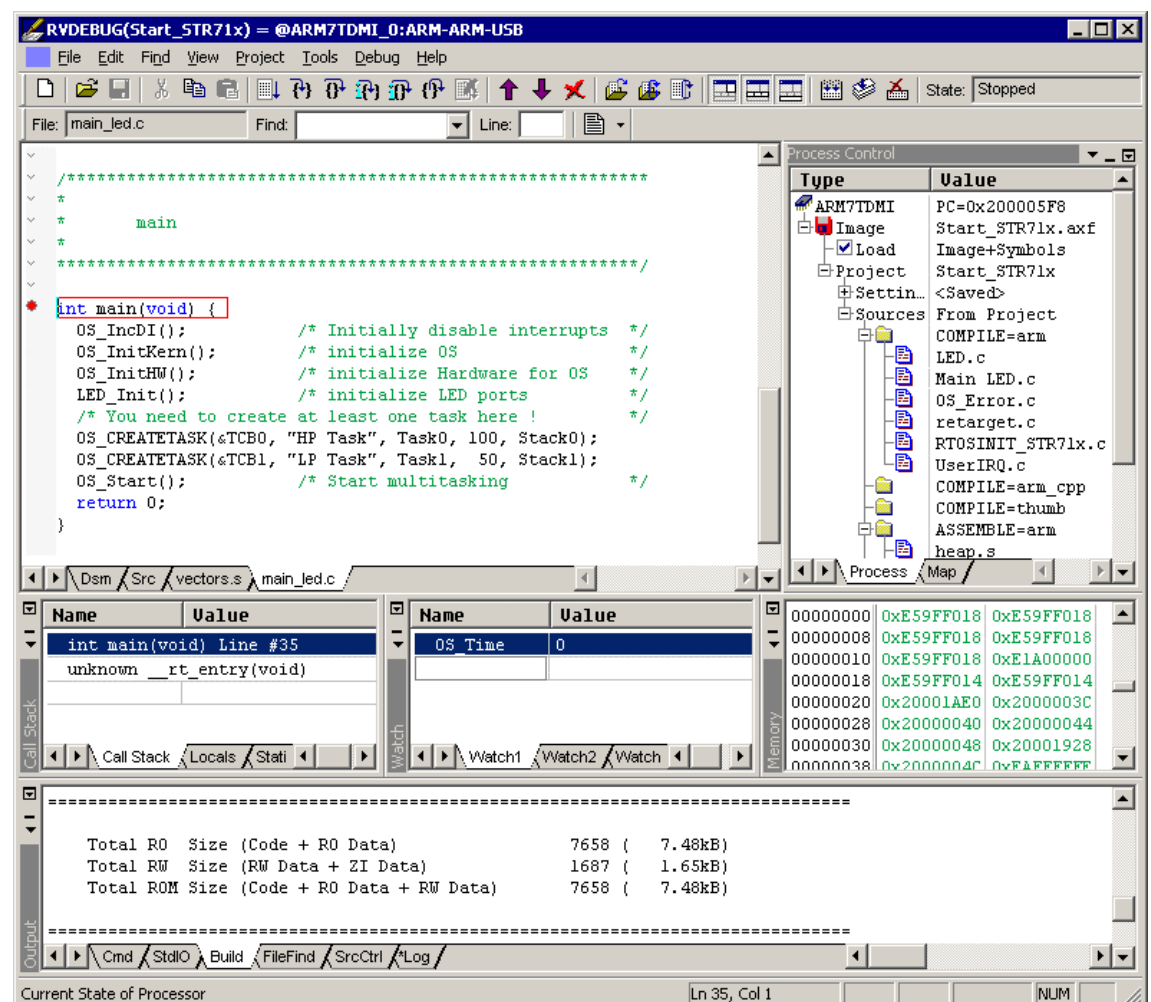 RVDEBUG(Start_STR71x) = @ARM7TDMI_0:ARM-ARM-USB
File Edit Find View Project Tools Debug Help
State: Stopped
File: main_led.c Find: Line:
/***********************************************************
*
* main
*
***********************************************************/
int main(void) {
OS_IncDI(); /* Initially disable interrupts */
OS_InitKern(); /* initialize OS */
OS_InitHW(); /* initialize Hardware for OS */
LED_Init(); /* initialize LED ports */
/* You need to create at least one task here ! */
OS_CREATETASK(&TCB0, "HP Task", Task0, 100, Stack0);
OS_CREATETASK(&TCB1, "LP Task", Task1, 50, Stack1);
OS_Start(); /* Start multitasking */
return 0;
}
Dsm Src vectors.s main_led.c
Process Control
Type Value
ARM7TDMI PC=0x200005F8
Image Start_STR71x.axf
Load Image+Symbols
Project Start_STR71x
Settin... <Saved>
Sources From Project
COMPILE=arm
LED.c
Main LED.c
OS_Error.c
retarget.c
RTOSINIT_STR71x.c
UserIRQ.c
COMPILE=arm_cpp
COMPILE=thumb
ASSEMBLE=arm
heap.s
Process Map
Name Value
int main(void) Line #35
unknown __rt_entry(void)
Call Stack
Call Stack Locals Stati
Name Value
OS_Time 0
Watch
Watch1 Watch2 Watch
00000000 0xE59FF018 0xE59FF018
00000008 0xE59FF018 0xE59FF018
00000010 0xE59FF018 0xE1A00000
00000018 0xE59FF014 0xE59FF014
00000020 0x20001AE0 0x2000003C
00000028 0x20000040 0x20000044
00000030 0x20000048 0x20001928
00000038 0x2000004C 0xEAFFFFFE
Memory
================================================================================
Total RO Size (Code + RO Data) 7658 ( 7.48kB)
Total RW Size (RW Data + ZI Data) 1687 ( 1.65kB)
Total ROM Size (Code + RO Data + RW Data) 7658 ( 7.48kB)
================================================================================
Output
Cmd StdIO Build FileFind SrcCtrl *Log
Current State of Processor Ln 35, Col 1 NUM